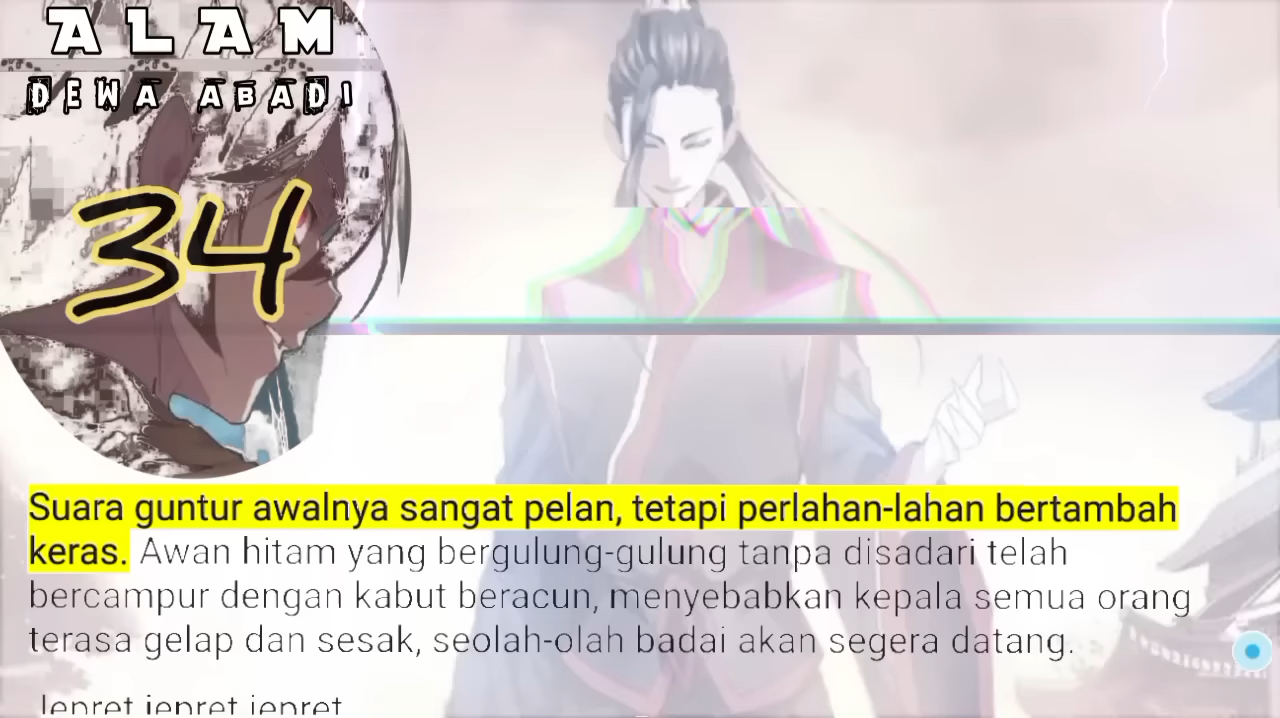 ALAM
DEWA ABADI
34
Suara guntur awalnya sangat pelan, tetapi perlahan-lahan bertambah
keras. Awan hitam yang bergulung-gulung tanpa disadari telah
bercampur dengan kabut beracun, menyebabkan kepala semua orang
terasa gelap dan sesak, seolah-olah badai akan segera datang.
Jepret jepret jepret